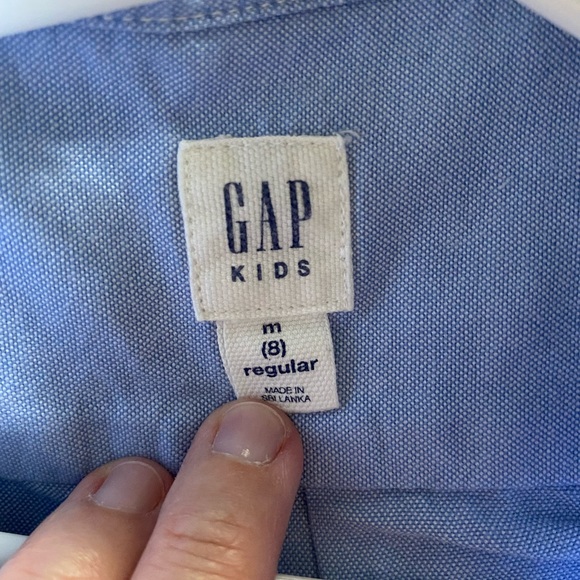 GAP
KIDS
m
(8)
regular
MADE IN
SRI LANKA